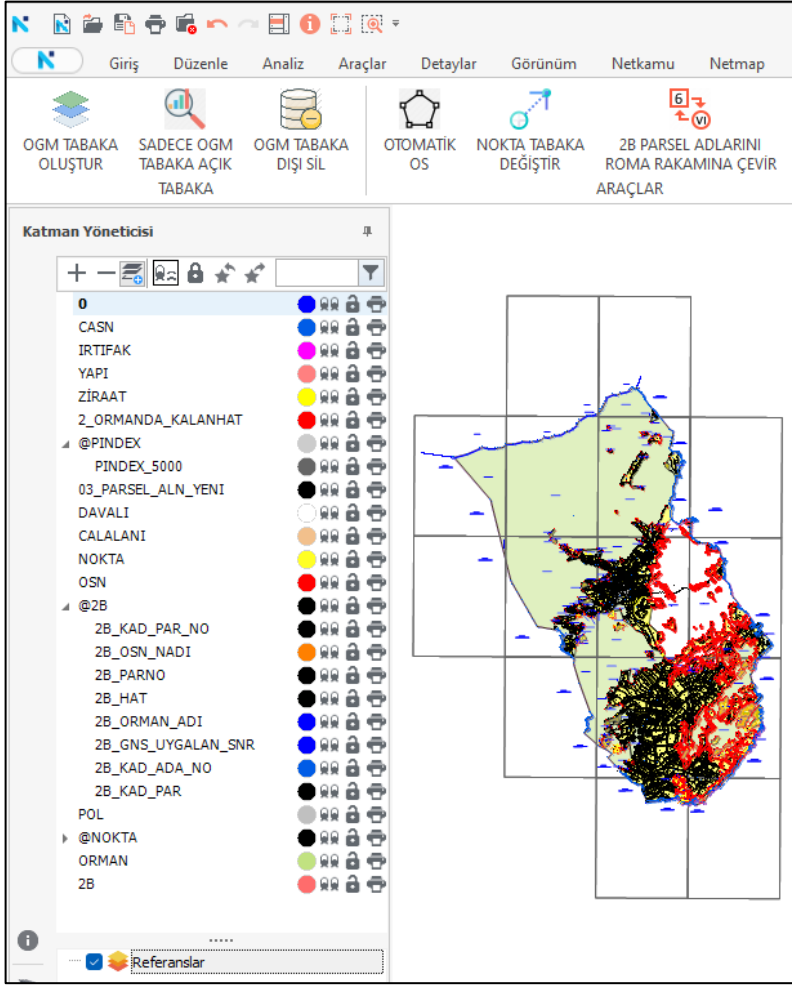 Giriş Düzenle Analiz Araçlar Detaylar Görünüm Netkamu Netmap
OGM TABAKA
OLUŞTUR
SADECE OGM
TABAKA AÇIK
OGM TABAKA
DIŞI SİL
TABAKA
OTOMATİK
OS
NOKTA TABAKA
DEĞİŞTİR
6
VI
2B PARSEL ADLARINI
ROMA RAKAMINA ÇEVİR
ARAÇLAR
Katman Yöneticisi
0
CASN
IRTIFAK
YAPI
ZİRAAT
2_ORMANDA_KALANHAT
@PINDEX
PINDEX_5000
03_PARSEL_ALN_YENI
DAVALI
CALALANI
NOKTA
OSN
@2B
2B_KAD_PAR_NO
2B_OSN_NADI
2B_PARNO
2B_HAT
2B_ORMAN_ADI
2B_GNS_UYGALAN_SNR
2B_KAD_ADA_NO
2B_KAD_PAR
POL
@NOKTA
ORMAN
2B
Referanslar